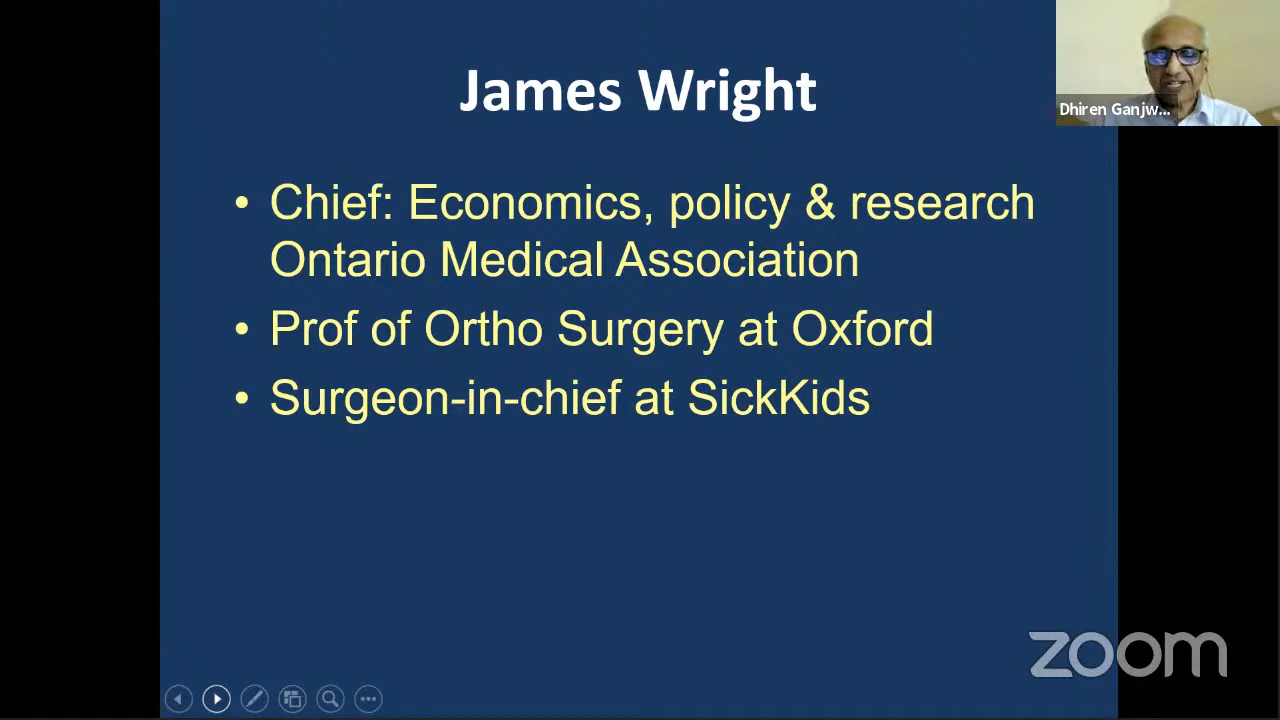 James Wright
Dhiren Ganjw...
• Chief: Economics, policy & research
Ontario Medical Association
• Prof of Ortho Surgery at Oxford
• Surgeon-in-chief at SickKids
zoom